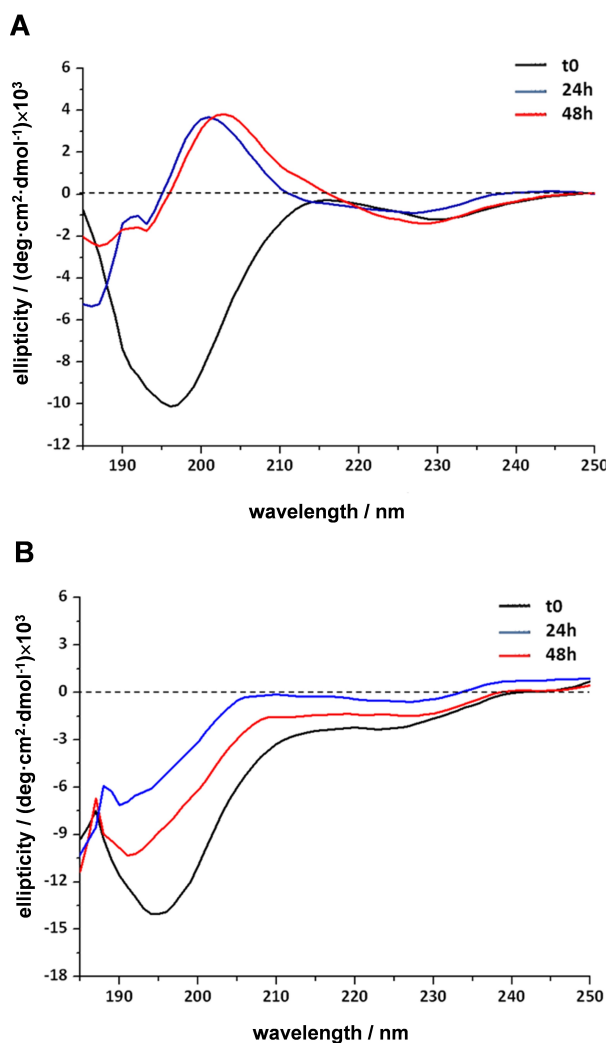 A
6
4
2
0
-2
-4
-6
-8
-10
-12
t0
24h
48h
190 200 210 220 230 240 250
ellipticity / (deg·cm²·dmol⁻¹)×10³
wavelength / nm
B
6
3
0
-3
-6
-9
-12
-15
-18
t0
24h
48h
190 200 210 220 230 240 250
ellipticity / (deg·cm²·dmol⁻¹)×10³
wavelength / nm